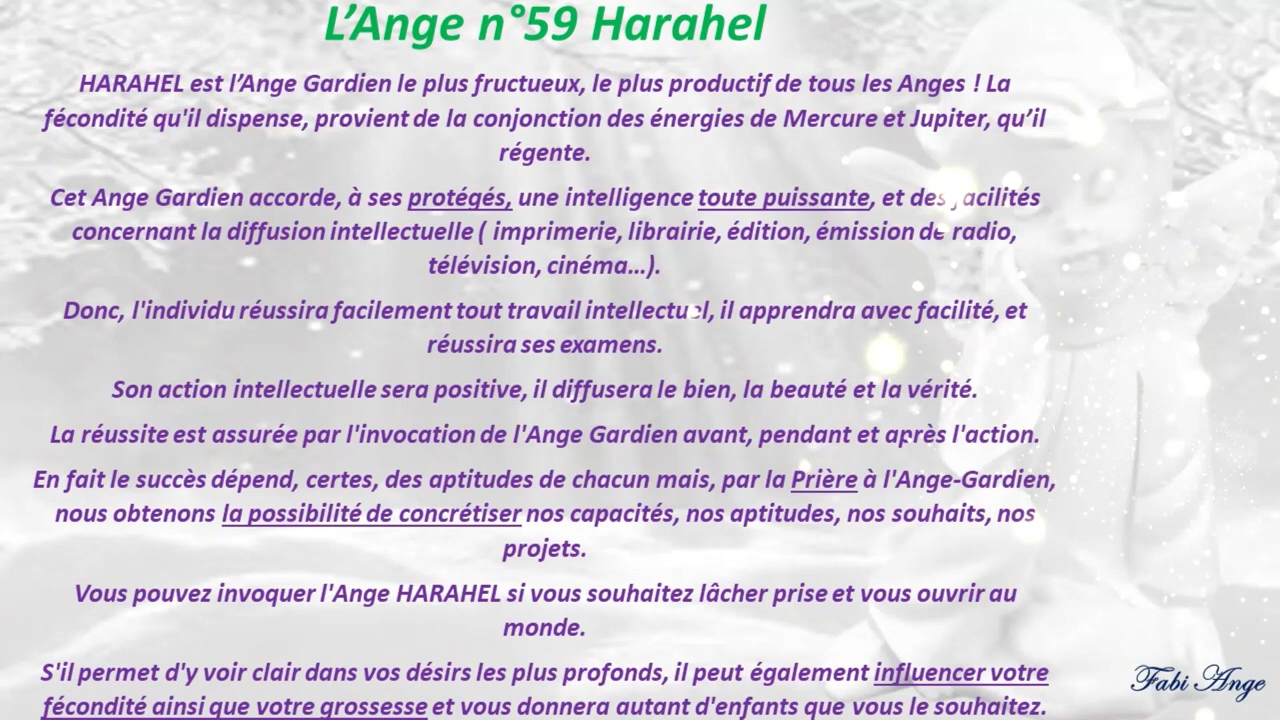 L’Ange n°59 Harahel
HARAHEL est l’Ange Gardien le plus fructueux, le plus productif de tous les Anges ! La
fécondité qu'il dispense, provient de la conjonction des énergies de Mercure et Jupiter, qu’il
régente.
Cet Ange Gardien accorde, à ses protégés, une intelligence toute puissante, et des facilités
concernant la diffusion intellectuelle ( imprimerie, librairie, édition, émission de radio,
télévision, cinéma…).
Donc, l'individu réussira facilement tout travail intellectuel, il apprendra avec facilité, et
réussira ses examens.
Son action intellectuelle sera positive, il diffusera le bien, la beauté et la vérité.
La réussite est assurée par l'invocation de l'Ange Gardien avant, pendant et après l'action.
En fait le succès dépend, certes, des aptitudes de chacun mais, par la Prière à l'Ange-Gardien,
nous obtenons la possibilité de concrétiser nos capacités, nos aptitudes, nos souhaits, nos
projets.
Vous pouvez invoquer l'Ange HARAHEL si vous souhaitez lâcher prise et vous ouvrir au
monde.
S'il permet d'y voir clair dans vos désirs les plus profonds, il peut également influencer votre
fécondité ainsi que votre grossesse et vous donnera autant d'enfants que vous le souhaitez.
Fabi Ange